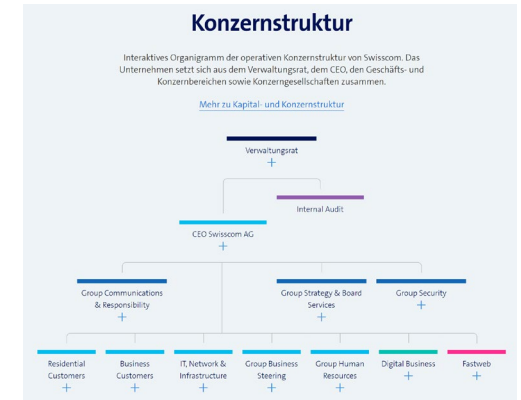 Konzernstruktur
Interaktives Organigramm der operativen Konzernstruktur von Swisscom. Das
Unternehmen setzt sich aus dem Verwaltungsrat, dem CEO, den Geschäfts- und
Konzernbereichen sowie Konzerngesellschaften zusammen.
Mehr zu Kapital- und Konzernstruktur
Verwaltungsrat
+
Internal Audit
CEO Swisscom AG
+
Group Communications
& Responsibility
+
Group Strategy & Board
Services
+
Group Security
+
Residential
Customers
+
Business
Customers
+
IT, Network &
Infrastructure
+
Group Business
Steering
+
Group Human
Resources
+
Digital Business
+
Fastweb
+